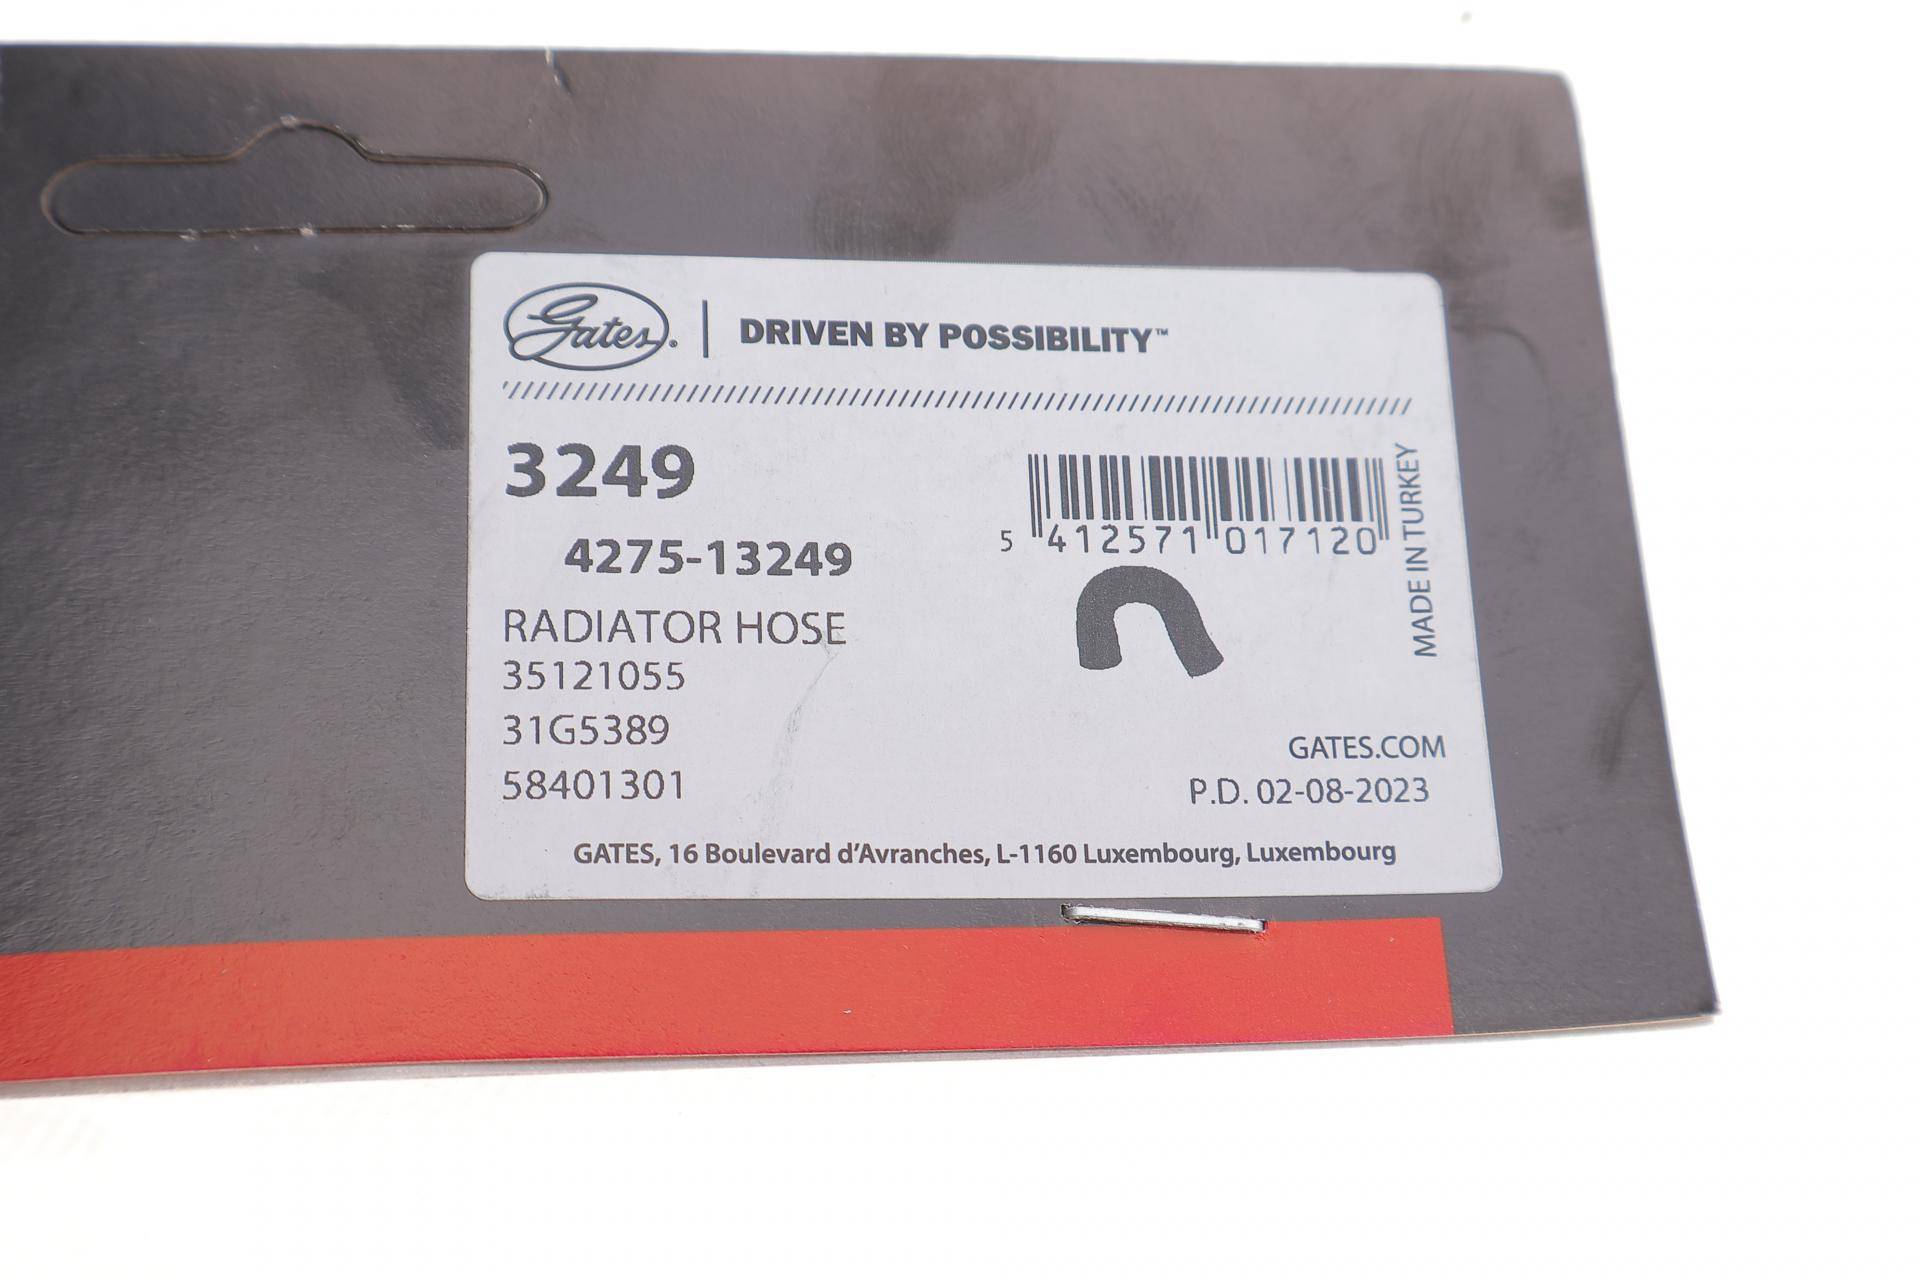 Gates® | DRIVEN BY POSSIBILITY™
3249
4275-13249
RADIATOR HOSE
35121055
31G5389
58401301
5 412571 017120
MADE IN TURKEY
GATES.COM
P.D. 02-08-2023
GATES, 16 Boulevard d'Avranches, L-1160 Luxembourg, Luxembourg